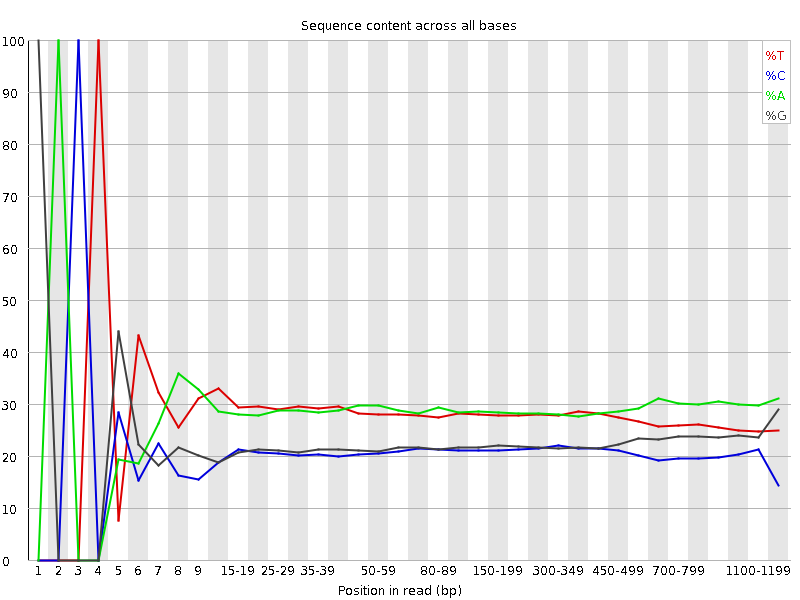 Sequence content across all bases
100
90
80
70
60
50
40
30
20
10
0
%T
%C
%A
%G
1 2 3 4 5 6 7 8 9 15-19 25-29 35-39 50-59 80-89 150-199 300-349 450-499 700-799 1100-1199
Position in read (bp)